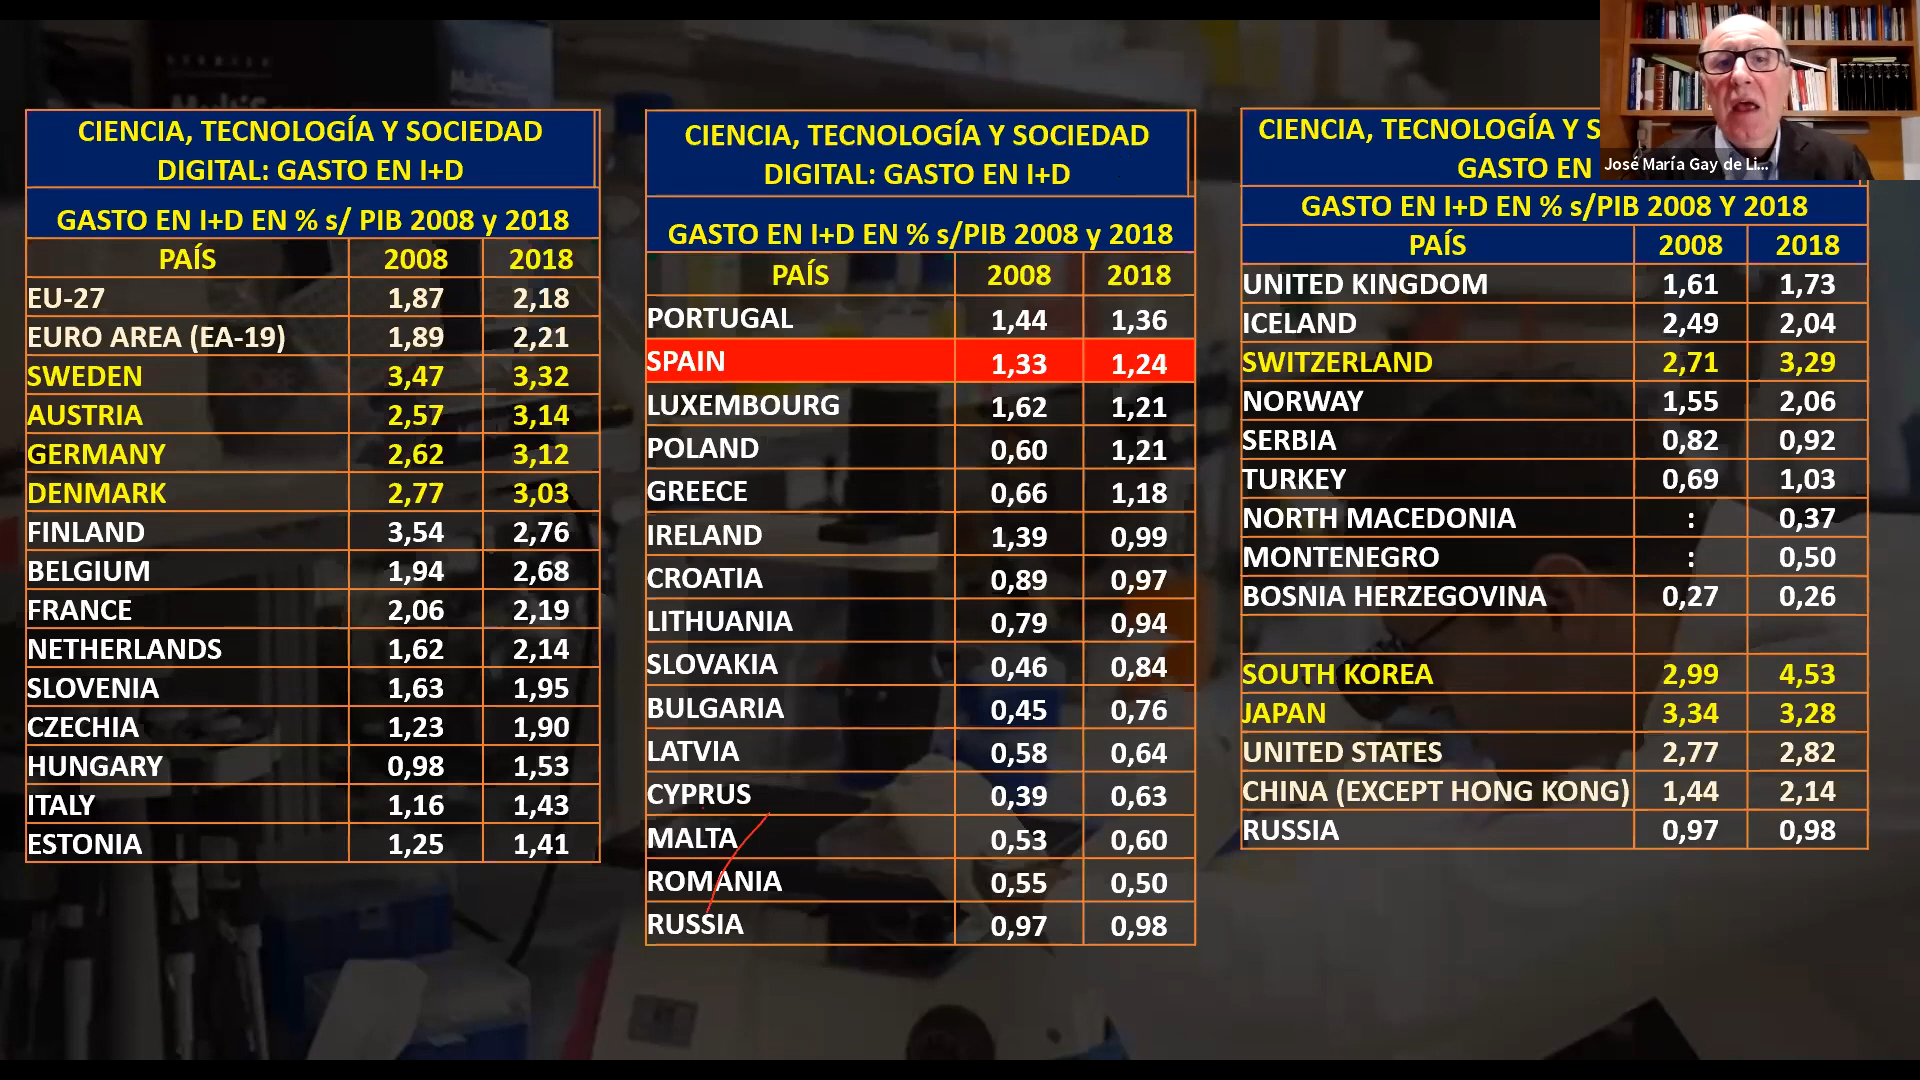 CIENCIA, TECNOLOGÍA Y SOCIEDAD
DIGITAL: GASTO EN I+D
GASTO EN I+D EN % s/ PIB 2008 y 2018
PAÍS 2008 2018
EU-27 1,87 2,18
EURO AREA (EA-19) 1,89 2,21
SWEDEN 3,47 3,32
AUSTRIA 2,57 3,14
GERMANY 2,62 3,12
DENMARK 2,77 3,03
FINLAND 3,54 2,76
BELGIUM 1,94 2,68
FRANCE 2,06 2,19
NETHERLANDS 1,62 2,14
SLOVENIA 1,63 1,95
CZECHIA 1,23 1,90
HUNGARY 0,98 1,53
ITALY 1,16 1,43
ESTONIA 1,25 1,41
CIENCIA, TECNOLOGÍA Y SOCIEDAD
DIGITAL: GASTO EN I+D
GASTO EN I+D EN % s/PIB 2008 y 2018
PAÍS 2008 2018
PORTUGAL 1,44 1,36
SPAIN 1,33 1,24
LUXEMBOURG 1,62 1,21
POLAND 0,60 1,21
GREECE 0,66 1,18
IRELAND 1,39 0,99
CROATIA 0,89 0,97
LITHUANIA 0,79 0,94
SLOVAKIA 0,46 0,84
BULGARIA 0,45 0,76
LATVIA 0,58 0,64
CYPRUS 0,39 0,63
MALTA 0,53 0,60
ROMANIA 0,55 0,50
RUSSIA 0,97 0,98
CIENCIA, TECNOLOGÍA Y S
GASTO EN
GASTO EN I+D EN % s/PIB 2008 Y 2018
PAÍS 2008 2018
UNITED KINGDOM 1,61 1,73
ICELAND 2,49 2,04
SWITZERLAND 2,71 3,29
NORWAY 1,55 2,06
SERBIA 0,82 0,92
TURKEY 0,69 1,03
NORTH MACEDONIA : 0,37
MONTENEGRO : 0,50
BOSNIA HERZEGOVINA 0,27 0,26
SOUTH KOREA 2,99 4,53
JAPAN 3,34 3,28
UNITED STATES 2,77 2,82
CHINA (EXCEPT HONG KONG) 1,44 2,14
RUSSIA 0,97 0,98
José María Gay de Li...